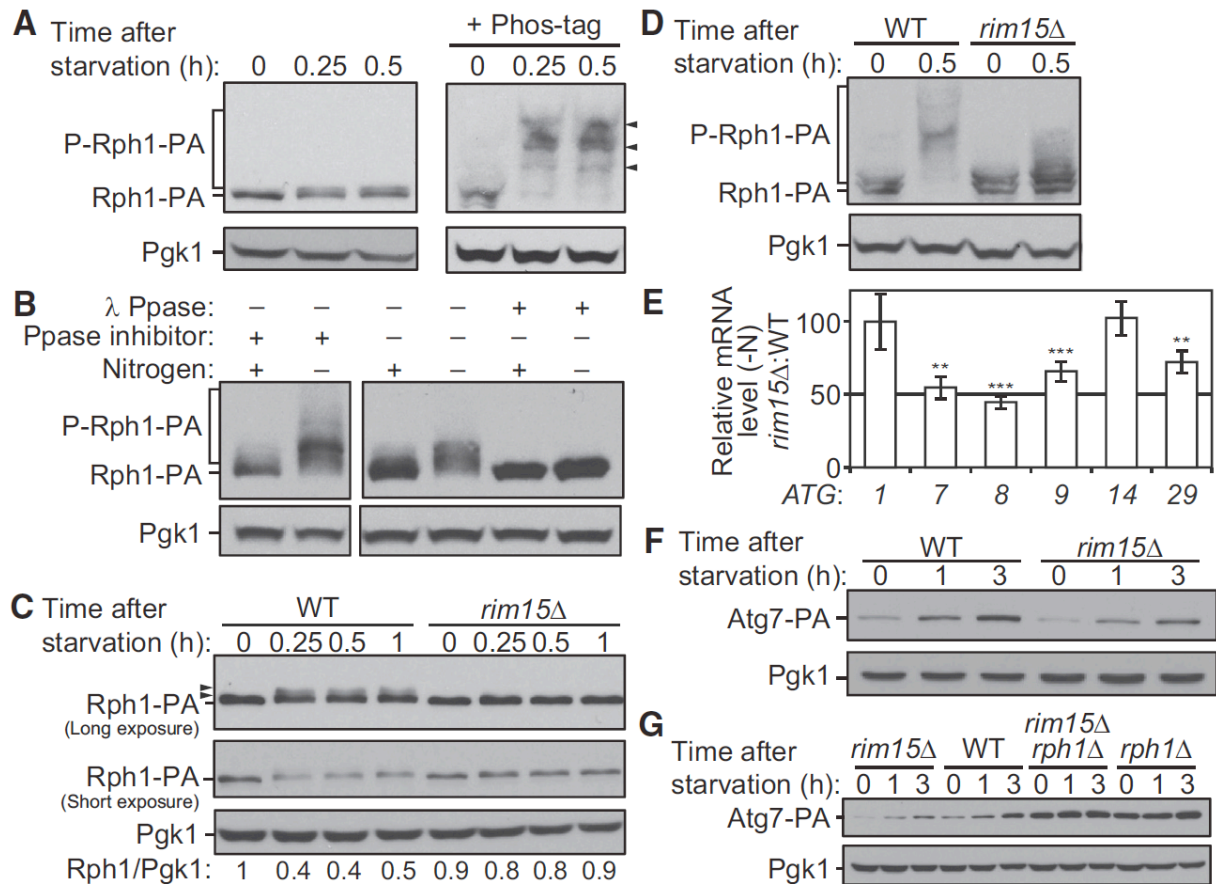 A Time after
starvation (h): 0 0.25 0.5
+ Phos-tag
0 0.25 0.5
P-Rph1-PA
Rph1-PA
Pgk1
B λ Ppase: – – – – + +
Ppase inhibitor: + + – – – –
Nitrogen: + – + – + –
P-Rph1-PA
Rph1-PA
Pgk1
C Time after WT rim15Δ
starvation (h): 0 0.25 0.5 1 0 0.25 0.5 1
Rph1-PA
(Long exposure)
Rph1-PA
(Short exposure)
Pgk1
Rph1/Pgk1: 1 0.4 0.4 0.5 0.9 0.8 0.8 0.9
D Time after WT rim15Δ
starvation (h): 0 0.5 0 0.5
P-Rph1-PA
Rph1-PA
Pgk1
E Relative mRNA
level (-N)
rim15Δ:WT
100
50
0
** *** *** **
ATG: 1 7 8 9 14 29
F Time after WT rim15Δ
starvation (h): 0 1 3 0 1 3
Atg7-PA
Pgk1
G Time after rim15Δ WT rim15Δ rph1Δ rph1Δ
starvation (h): 0 1 3 0 1 3 0 1 3 0 1 3
Atg7-PA
Pgk1